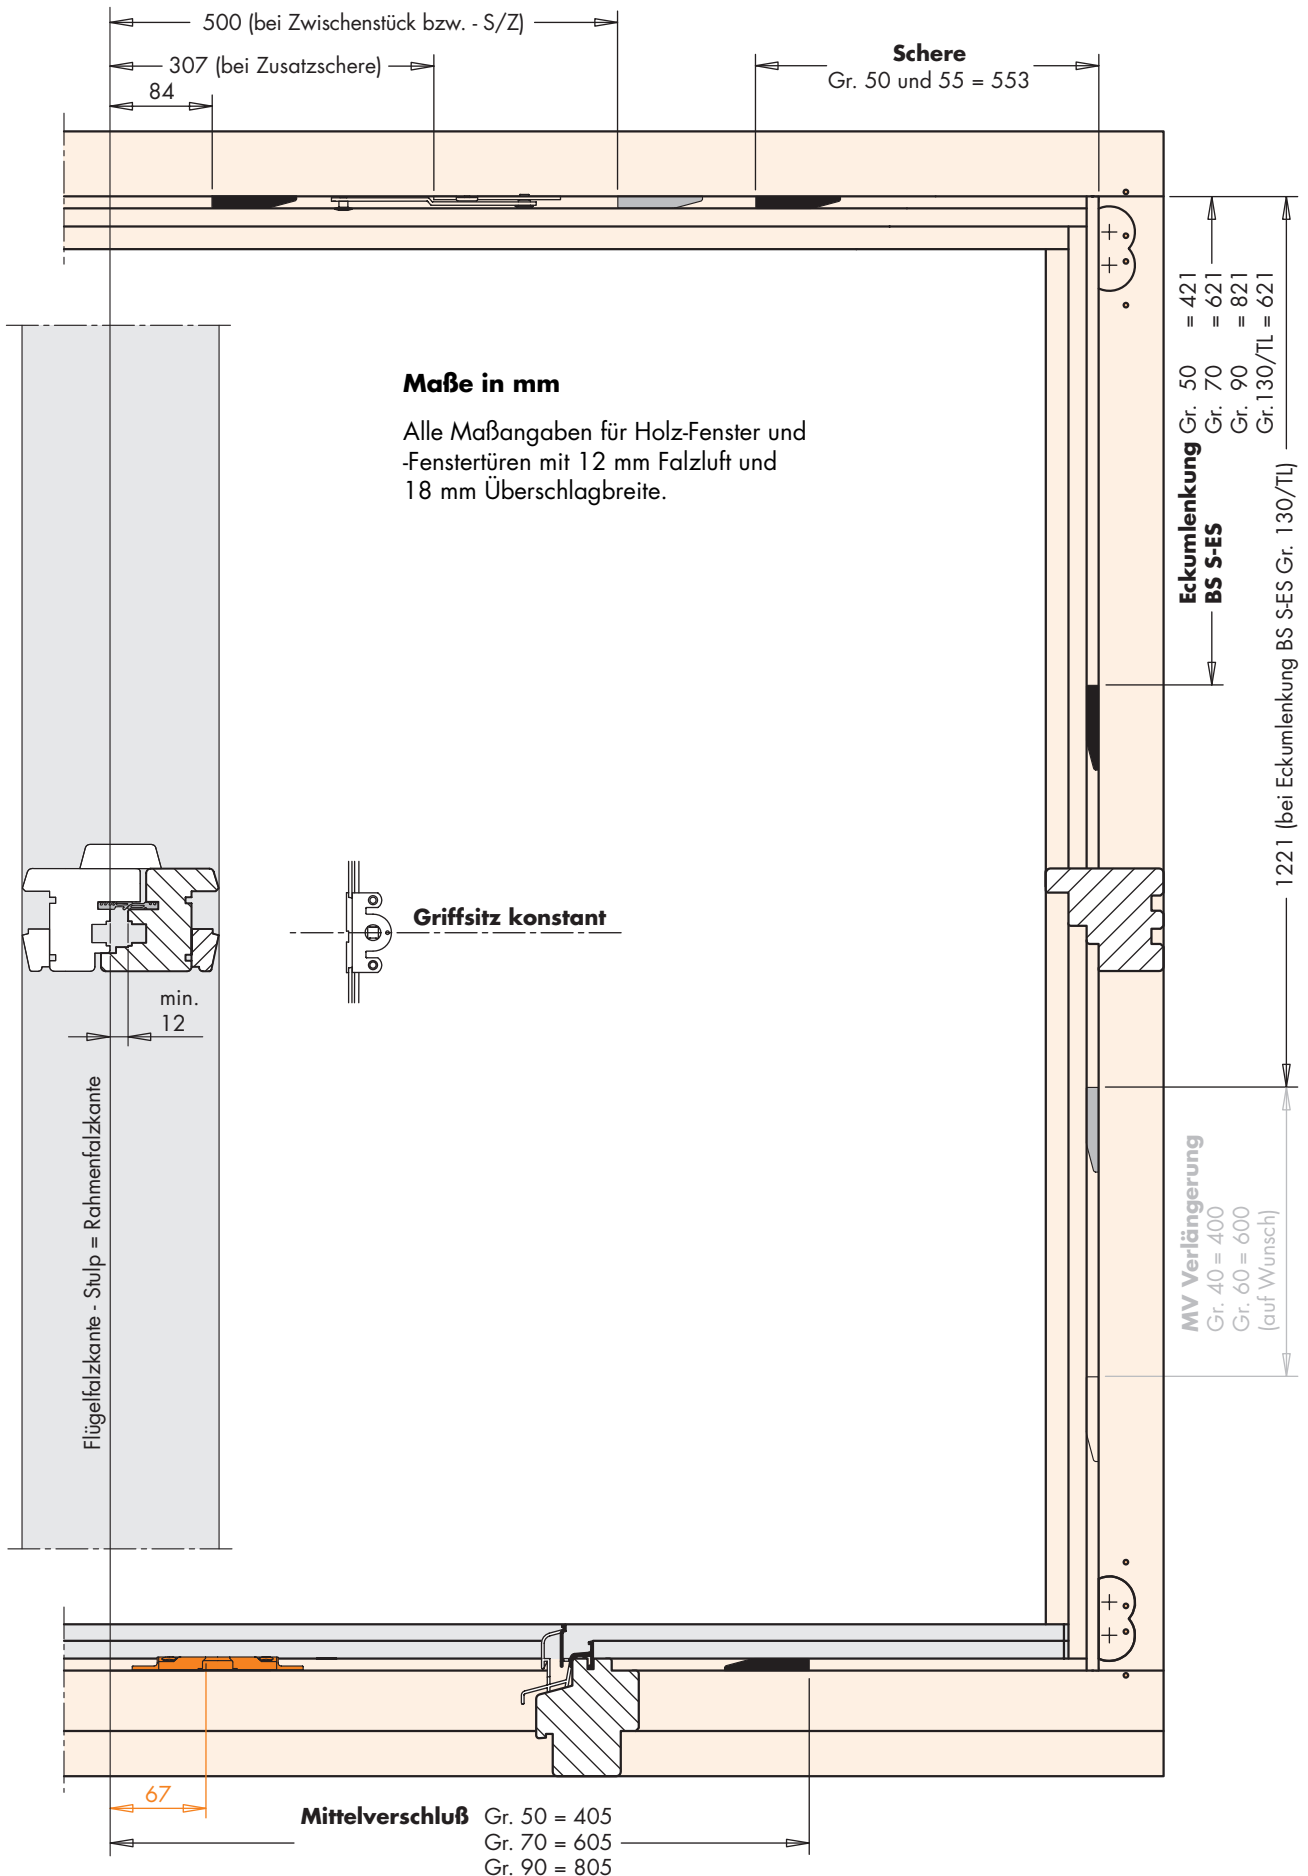 500 (bei Zwischenstück bzw. - S/Z)
307 (bei Zusatzschere)
84
Schere
Gr. 50 und 55 = 553
Maße in mm
Alle Maßangaben für Holz-Fenster und
-Fenstertüren mit 12 mm Falzluft und
18 mm Überschlagbreite.
Eckumlenkung
BS S-ES
Gr. 50 = 421
Gr. 70 = 621
Gr. 90 = 821
Gr.130/TL = 621
1221 (bei Eckumlenkung BS S-ES Gr. 130/TL)
Griffsitz konstant
min.
12
Flügelfalzkante - Stulp = Rahmenfalzkante
MV Verlängerung
Gr. 40 = 400
Gr. 60 = 600
(auf Wunsch)
67
Mittelverschluß Gr. 50 = 405
Gr. 70 = 605
Gr. 90 = 805